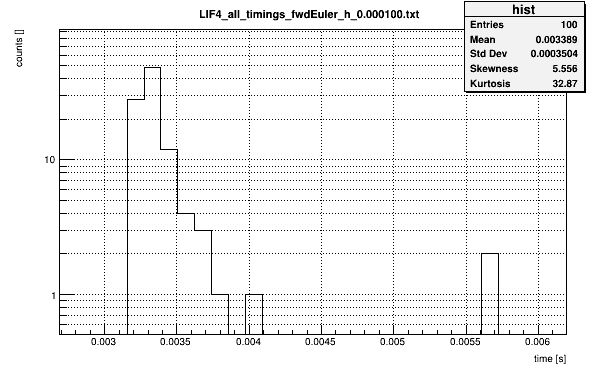 LIF4_all_timings_fwdEuler_h_0.000100.txt
hist
Entries 100
Mean 0.003389
Std Dev 0.0003504
Skewness 5.556
Kurtosis 32.87
counts []
10
1
0.003 0.0035 0.004 0.0045 0.005 0.0055 0.006
time [s]